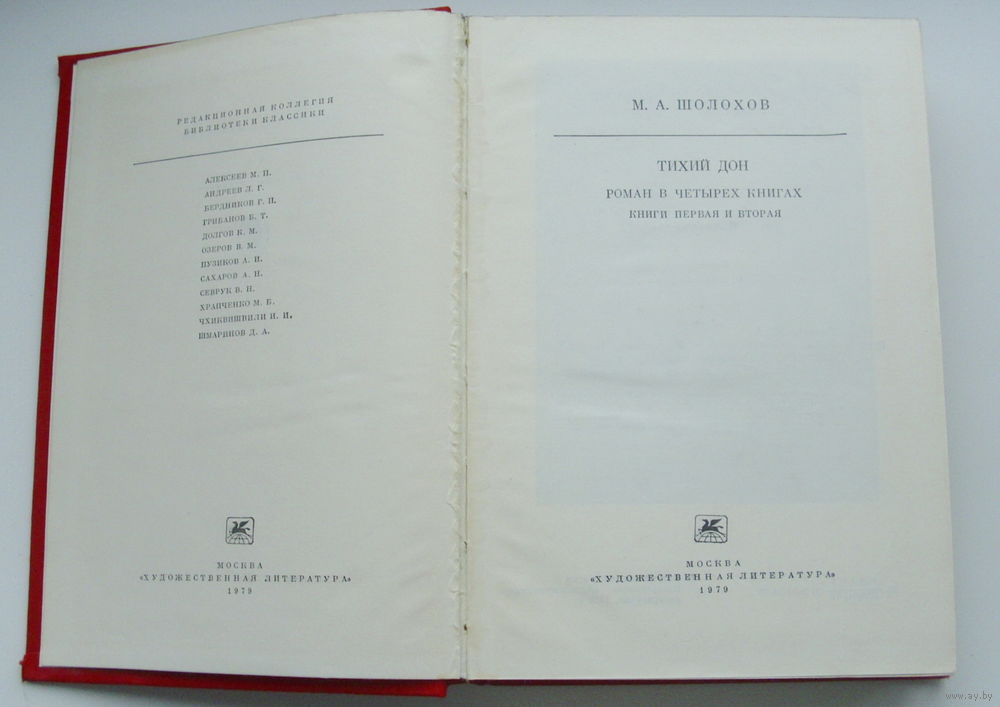 РЕДАКЦИОННАЯ КОЛЛЕГИЯ
БИБЛИОТЕКИ КЛАССИКИ
АЛЕКСЕЕВ М. П.
АНДРЕЕВ Л. Г.
БЕРДНИКОВ Г. П.
ГРИБАНОВ Б. Т.
ДОЛГОВ К. М.
ОЗЕРОВ В. М.
ПУЗИКОВ А. И.
САХАРОВ А. Н.
СЕВРУК В. Н.
ХРАПЧЕНКО М. Б.
ЧХИКВИШВИЛИ И. И.
ШМАРИНОВ Д. А.
МОСКВА
«ХУДОЖЕСТВЕННАЯ ЛИТЕРАТУРА»
1979
М. А. ШОЛОХОВ
ТИХИЙ ДОН
РОМАН В ЧЕТЫРЕХ КНИГАХ
КНИГИ ПЕРВАЯ И ВТОРАЯ
МОСКВА
«ХУДОЖЕСТВЕННАЯ ЛИТЕРАТУРА»
1979
www.ay.by